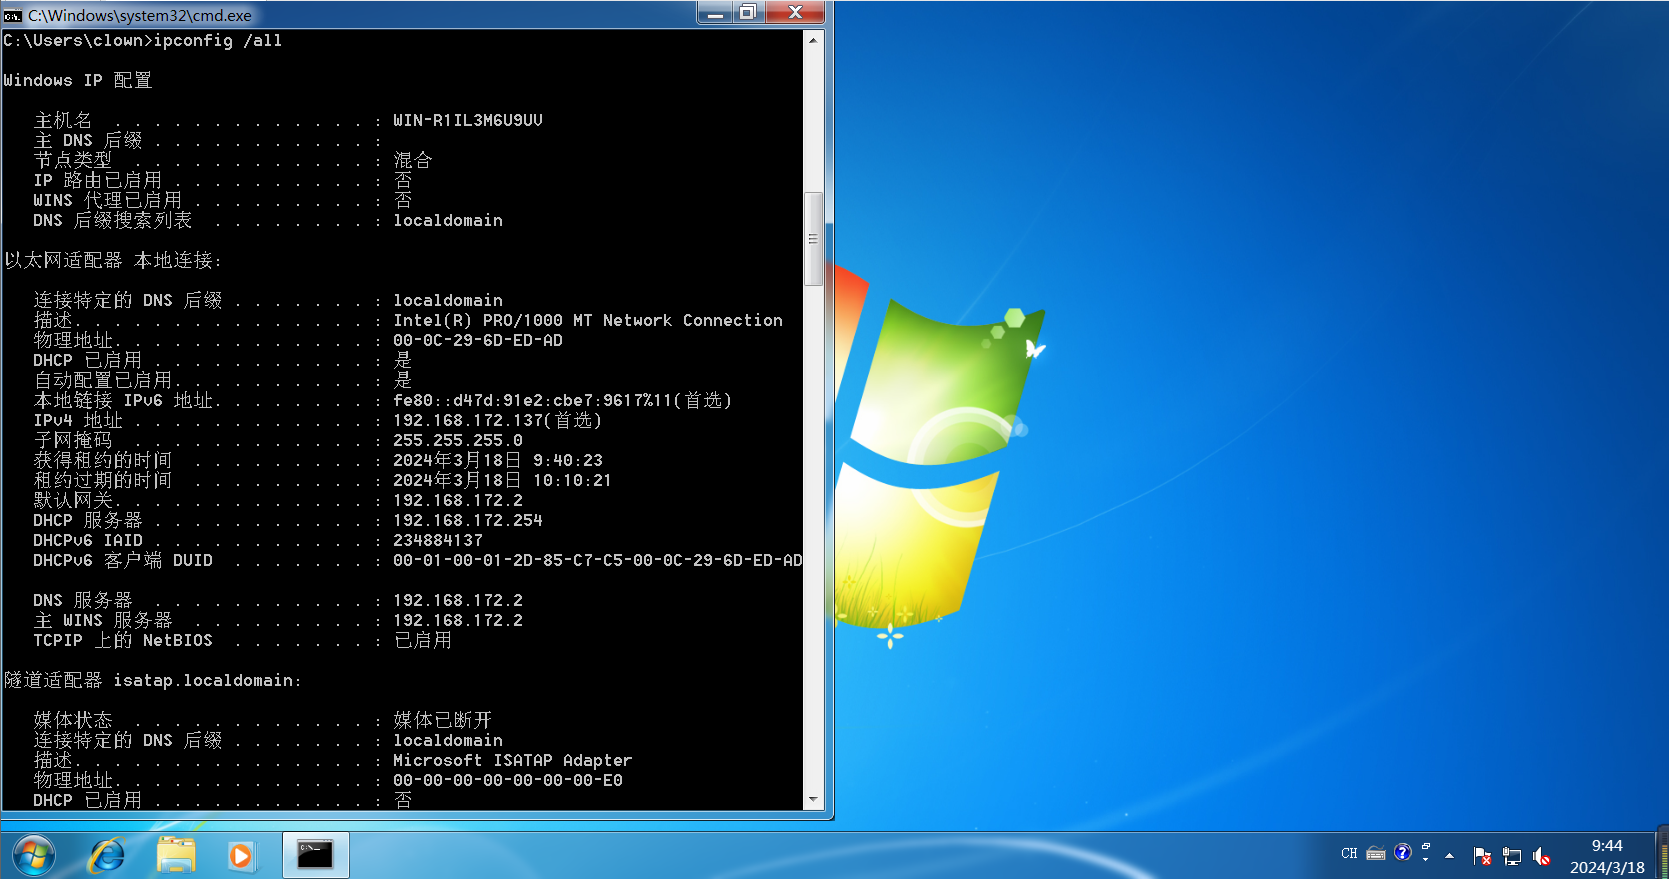 C:\Windows\system32\cmd.exe
C:\Users\clown>ipconfig /all
Windows IP 配置
主机名 . . . . . . . . . . . . . : WIN-R1IL3M6U9UV
主 DNS 后缀 . . . . . . . . . . . :
节点类型 . . . . . . . . . . . . : 混合
IP 路由已启用 . . . . . . . . . . : 否
WINS 代理已启用 . . . . . . . . . : 否
DNS 后缀搜索列表 . . . . . . . . : localdomain
以太网适配器 本地连接:
连接特定的 DNS 后缀 . . . . . . . : localdomain
描述. . . . . . . . . . . . . . . : Intel(R) PRO/1000 MT Network Connection
物理地址. . . . . . . . . . . . . : 00-0C-29-6D-ED-AD
DHCP 已启用 . . . . . . . . . . . : 是
自动配置已启用. . . . . . . . . . : 是
本地链接 IPv6 地址. . . . . . . . : fe80::d47d:91e2:cbe7:9617%11(首选)
IPv4 地址 . . . . . . . . . . . . : 192.168.172.137(首选)
子网掩码 . . . . . . . . . . . . : 255.255.255.0
获得租约的时间 . . . . . . . . . : 2024年3月18日 9:40:23
租约过期的时间 . . . . . . . . . : 2024年3月18日 10:10:21
默认网关. . . . . . . . . . . . . : 192.168.172.2
DHCP 服务器 . . . . . . . . . . . : 192.168.172.254
DHCPv6 IAID . . . . . . . . . . . : 234884137
DHCPv6 客户端 DUID . . . . . . . : 00-01-00-01-2D-85-C7-C5-00-0C-29-6D-ED-AD
DNS 服务器 . . . . . . . . . . . : 192.168.172.2
主 WINS 服务器 . . . . . . . . . : 192.168.172.2
TCPIP 上的 NetBIOS . . . . . . . : 已启用
隧道适配器 isatap.localdomain:
媒体状态 . . . . . . . . . . . . : 媒体已断开
连接特定的 DNS 后缀 . . . . . . . : localdomain
描述. . . . . . . . . . . . . . . : Microsoft ISATAP Adapter
物理地址. . . . . . . . . . . . . : 00-00-00-00-00-00-00-E0
DHCP 已启用 . . . . . . . . . . . : 否
CH
9:44
2024/3/18